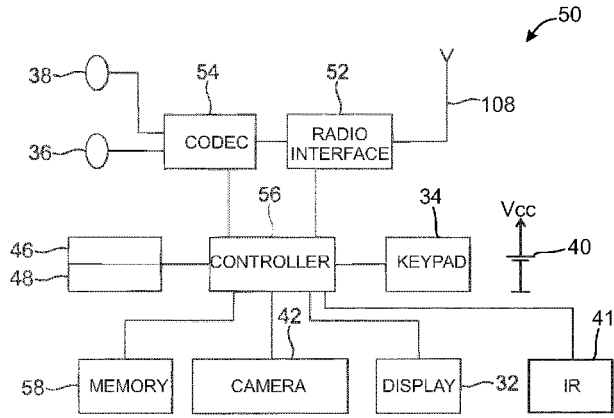 50
38
54
52
108
CODEC
RADIO
INTERFACE
36
56
34
Vcc
46
48
CONTROLLER
KEYPAD
40
42
41
58
MEMORY
CAMERA
DISPLAY
32
IR